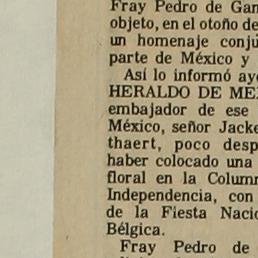 Fray Pedro de Gan
objeto, en el otoño de
un homenaje conju
parte de México y
Así lo informó aye
HERALDO DE ME
embajador de ese
México, señor Jacke
thaert, poco desp
haber colocado una
floral en la Colum
Independencia, con
de la Fiesta Nacio
Bélgica.
Fray Pedro de